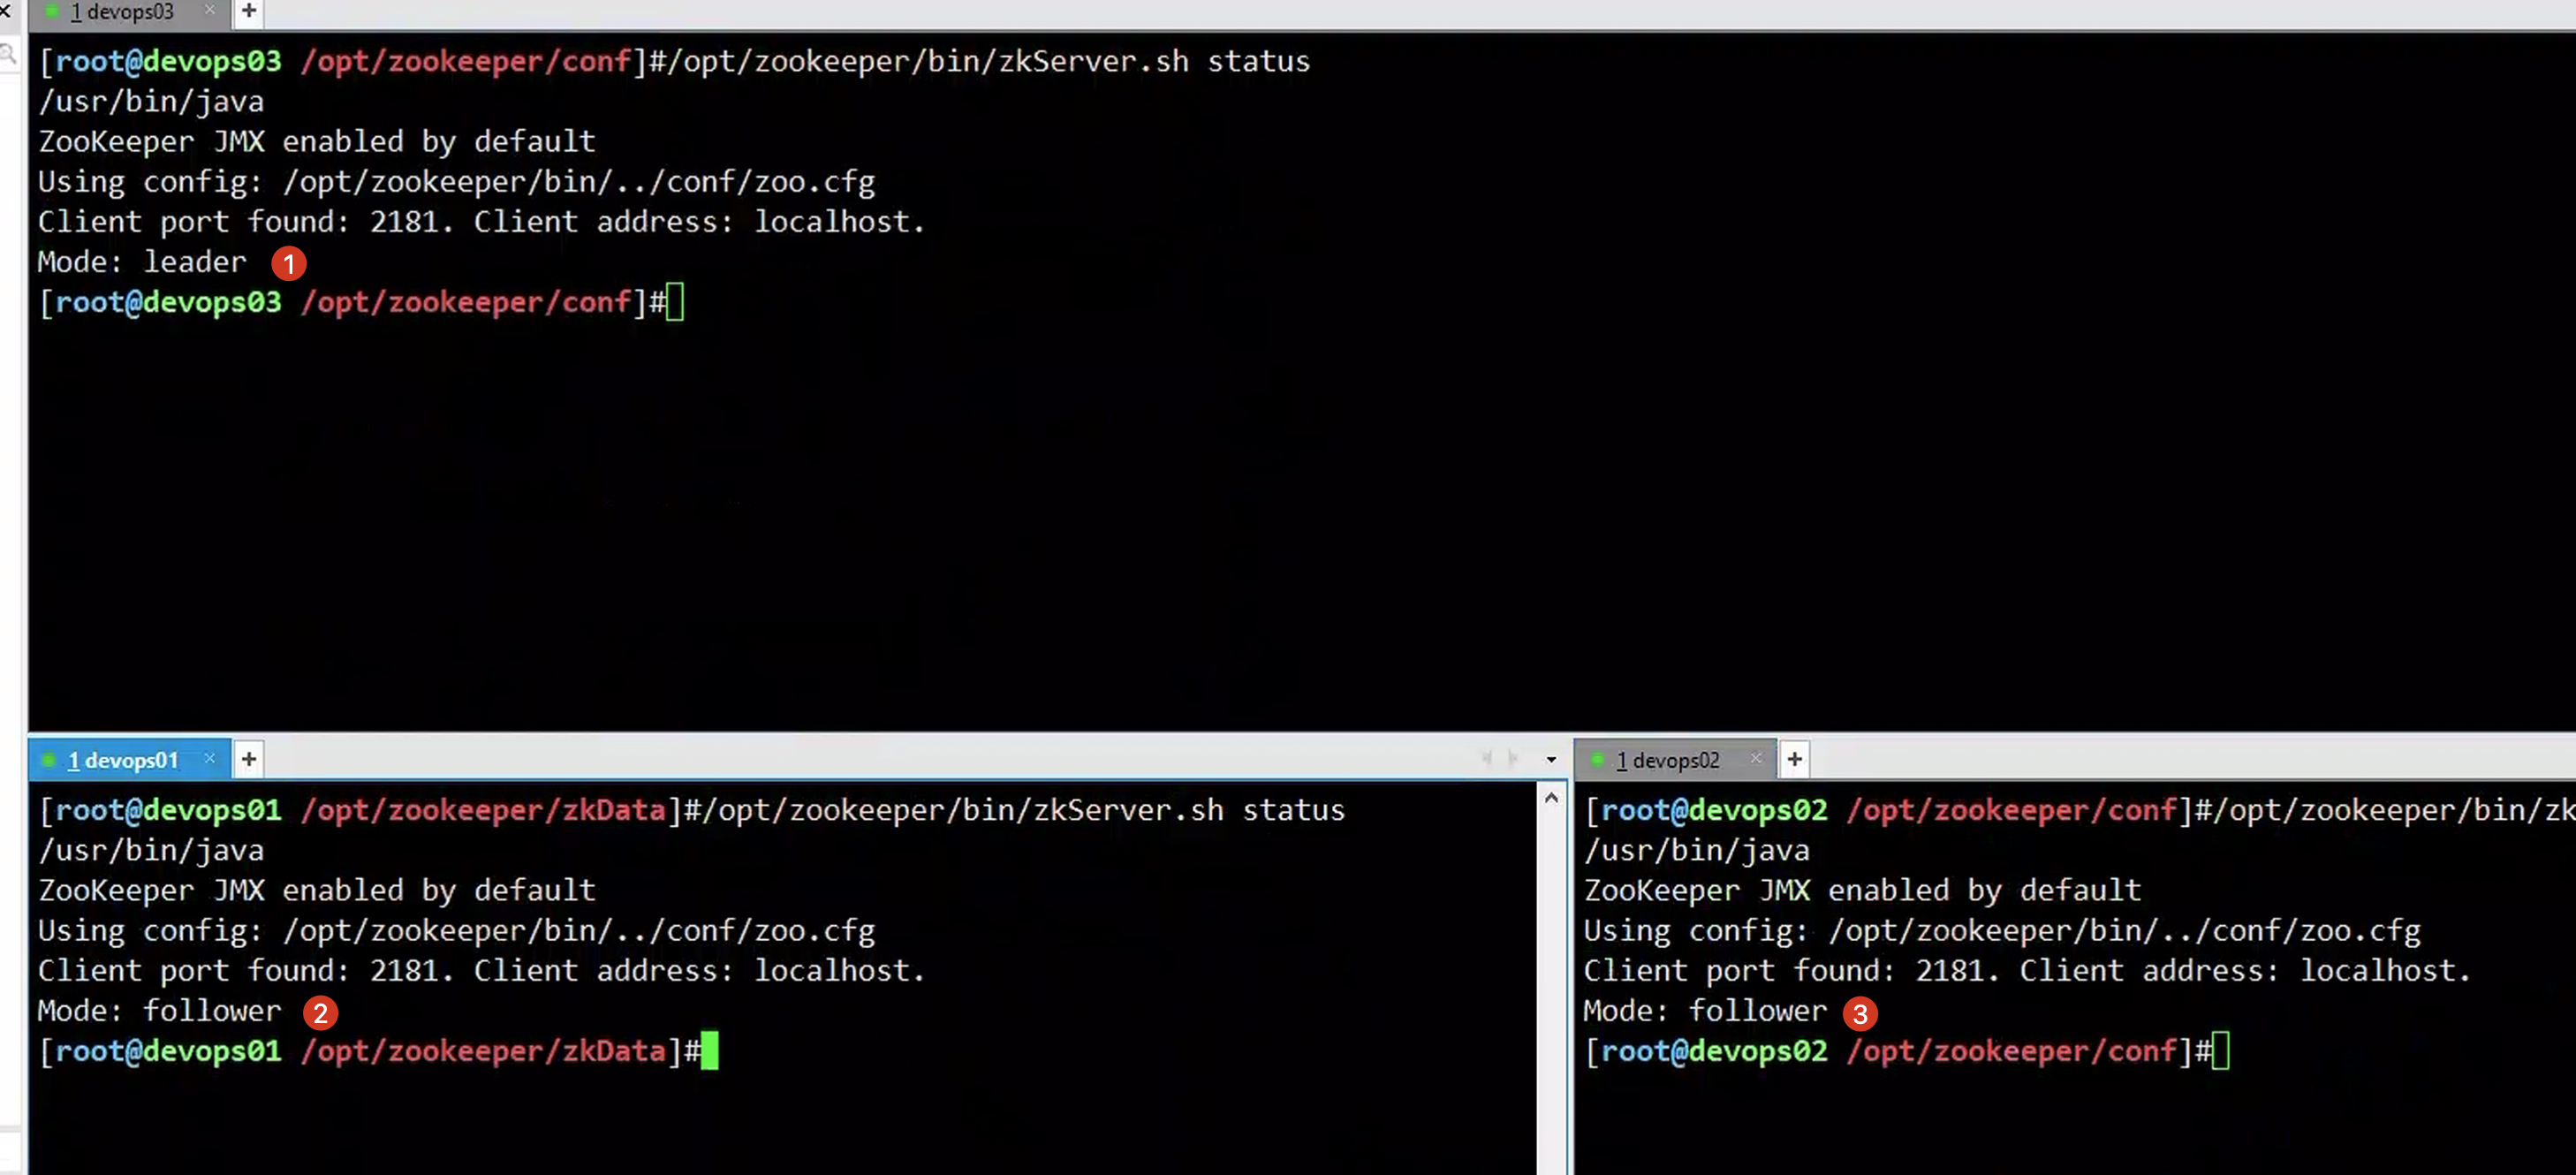 1 devops03
[root@devops03 /opt/zookeeper/conf]#/opt/zookeeper/bin/zkServer.sh status
/usr/bin/java
ZooKeeper JMX enabled by default
Using config: /opt/zookeeper/bin/../conf/zoo.cfg
Client port found: 2181. Client address: localhost.
Mode: leader 1
[root@devops03 /opt/zookeeper/conf]#
1 devops01
[root@devops01 /opt/zookeeper/zkData]#/opt/zookeeper/bin/zkServer.sh status
/usr/bin/java
ZooKeeper JMX enabled by default
Using config: /opt/zookeeper/bin/../conf/zoo.cfg
Client port found: 2181. Client address: localhost.
Mode: follower 2
[root@devops01 /opt/zookeeper/zkData]#
1 devops02
[root@devops02 /opt/zookeeper/conf]#/opt/zookeeper/bin/zk
/usr/bin/java
ZooKeeper JMX enabled by default
Using config: /opt/zookeeper/bin/../conf/zoo.cfg
Client port found: 2181. Client address: localhost.
Mode: follower 3
[root@devops02 /opt/zookeeper/conf]#